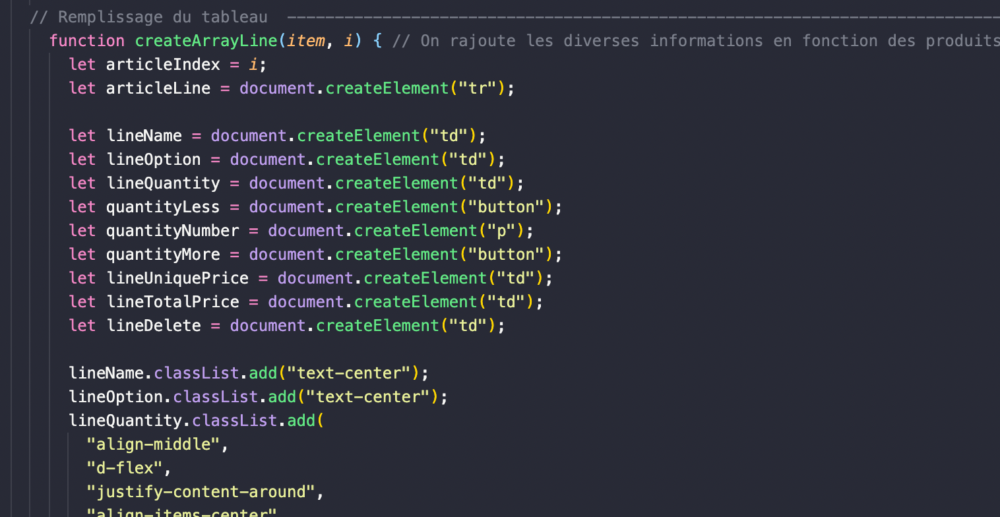 // Remplissage du tableau ————————————————————————————————————————
function createArrayLine(item, i) { // On rajoute les diverses informations en fonction des produits
let articleIndex = i;
let articleLine = document.createElement("tr");
let lineName = document.createElement("td");
let lineOption = document.createElement("td");
let lineQuantity = document.createElement("td");
let quantityLess = document.createElement("button");
let quantityNumber = document.createElement("p");
let quantityMore = document.createElement("button");
let lineUniquePrice = document.createElement("td");
let lineTotalPrice = document.createElement("td");
let lineDelete = document.createElement("td");
lineName.classList.add("text-center");
lineOption.classList.add("text-center");
lineQuantity.classList.add(
"align-middle",
"d-flex",
"justify-content-around",
"align-items-center"